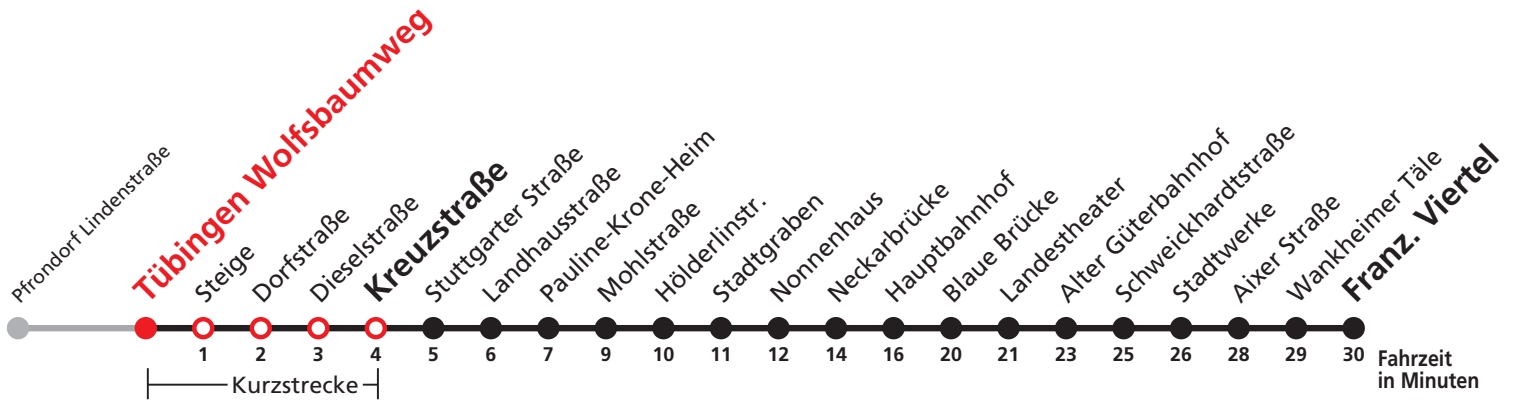 Pfrondorf Lindenstraße
Tübingen Wolfsbaumweg
Steige
Dorfstraße
Dieselstraße
Kreuzstraße
Stuttgarter Straße
Landhausstraße
Pauline-Krone-Heim
Mohlstraße
Hölderlinstr.
Stadtgraben
Nonnenhaus
Neckarbrücke
Hauptbahnhof
Blaue Brücke
Landestheater
Alter Güterbahnhof
Schweickhardtstraße
Stadtwerke
Aixer Straße
Wankheimer Täle
Franz. Viertel
1 2 3 4 5 6 7 9 10 11 12 14 16 20 21 23 25 26 28 29 30
Fahrzeit
in Minuten
Kurzstrecke